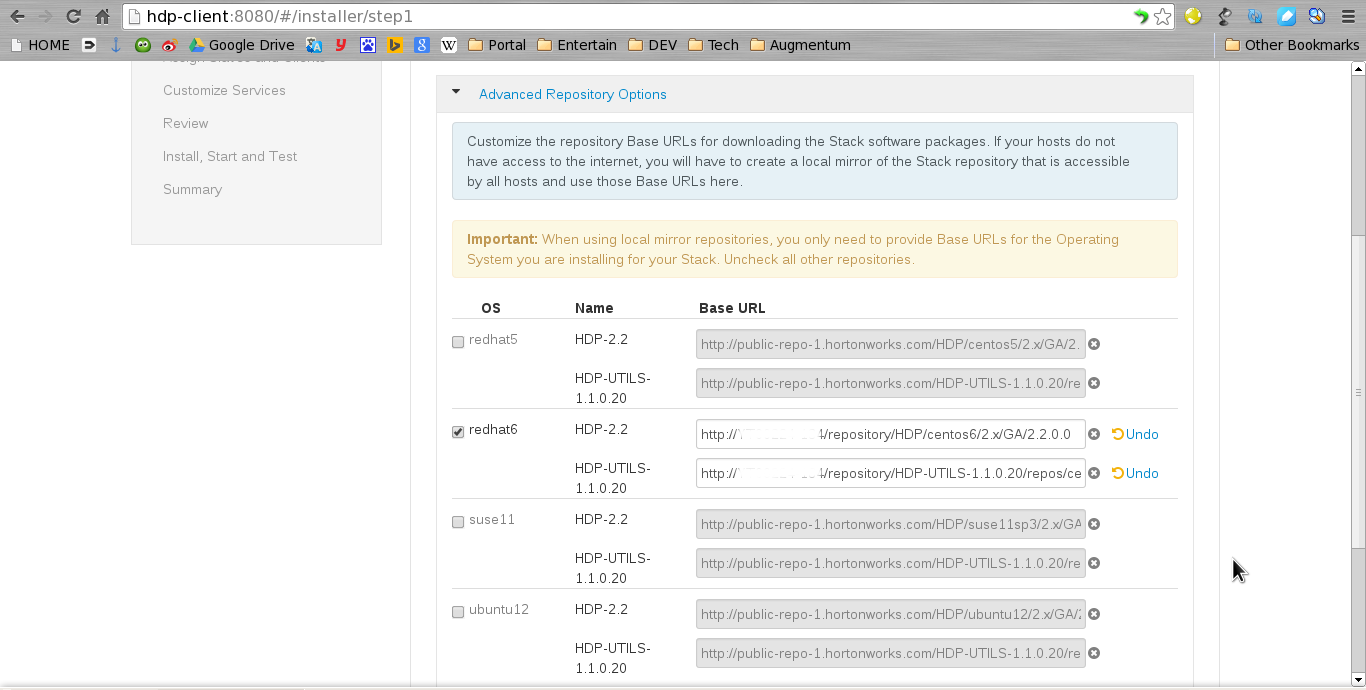 hdp-client:8080/#/installer/step1
HOME
Google Drive
Portal
Entertain
DEV
Tech
Augmentum
Other Bookmarks
Assign Slaves and Clients
Customize Services
Review
Install, Start and Test
Summary
Advanced Repository Options
Customize the repository Base URLs for downloading the Stack software packages. If your hosts do not
have access to the internet, you will have to create a local mirror of the Stack repository that is accessible
by all hosts and use those Base URLs here.
Important: When using local mirror repositories, you only need to provide Base URLs for the Operating
System you are installing for your Stack. Uncheck all other repositories.
OS Name Base URL
redhat5 HDP-2.2 http://public-repo-1.hortonworks.com/HDP/centos5/2.x/GA/2.
HDP-UTILS-
1.1.0.20 http://public-repo-1.hortonworks.com/HDP-UTILS-1.1.0.20/re
redhat6 HDP-2.2 http:// /repository/HDP/centos6/2.x/GA/2.2.0.0 Undo
HDP-UTILS-
1.1.0.20 http:// /repository/HDP-UTILS-1.1.0.20/repos/ce Undo
suse11 HDP-2.2 http://public-repo-1.hortonworks.com/HDP/suse11sp3/2.x/GA
HDP-UTILS-
1.1.0.20 http://public-repo-1.hortonworks.com/HDP-UTILS-1.1.0.20/re
ubuntu12 HDP-2.2 http://public-repo-1.hortonworks.com/HDP/ubuntu12/2.x/GA/2
HDP-UTILS-
1.1.0.20 http://public-repo-1.hortonworks.com/HDP-UTILS-1.1.0.20/re